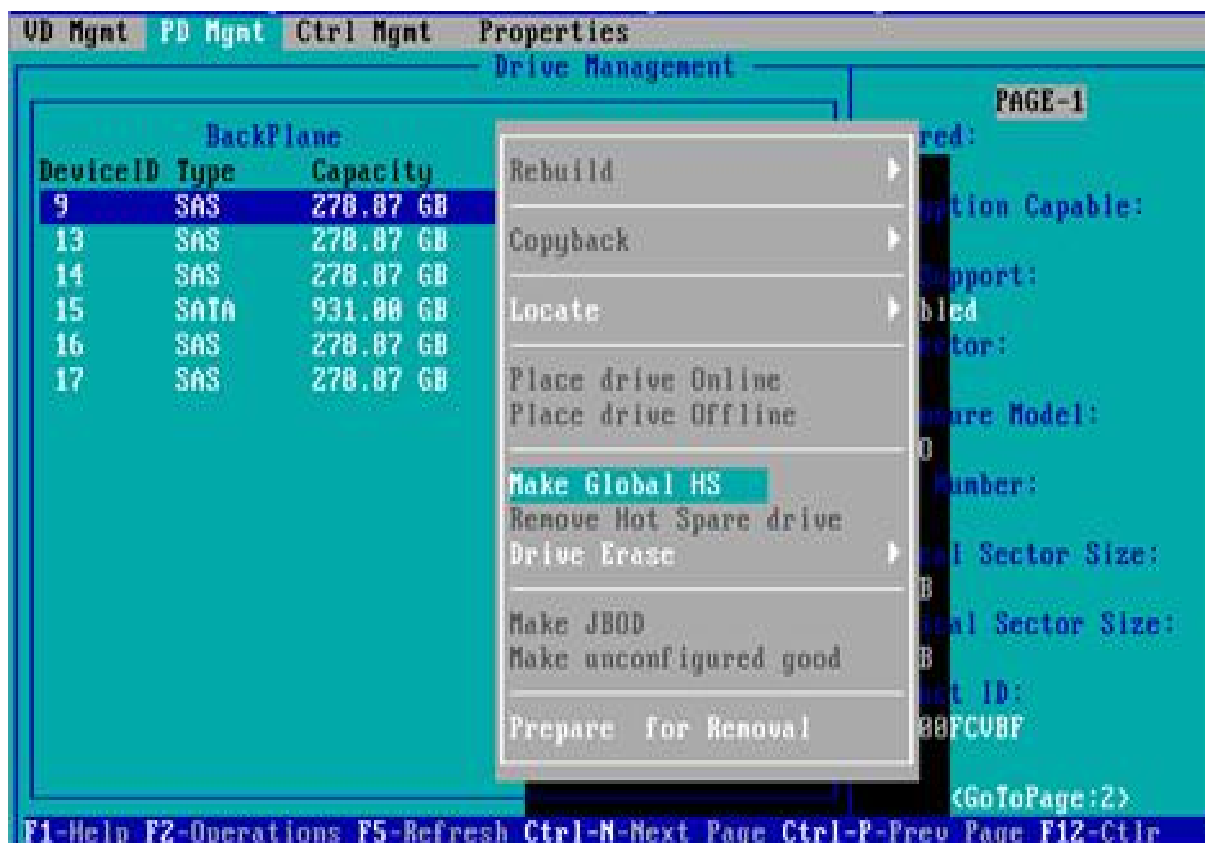 VD Mgmt PD Mgmt Ctrl Mgmt Properties
Drive Management
PAGE-1
BackPlane
DeviceID Type Capacity
9 SAS 278.87 GB
13 SAS 278.87 GB
14 SAS 278.87 GB
15 SATA 931.00 GB
16 SAS 278.87 GB
17 SAS 278.87 GB
Rebuild
Copyback
Locate
Place drive Online
Place drive Offline
Make Global HS
Remove Hot Spare drive
Drive Erase
Make JBOD
Make unconfigured good
Prepare for Removal
red:
ption Capable:
upport:
bled
tor:
ure Model:
umber:
l Sector Size:
B
al Sector Size:
B
t ID:
00FCVBF
<GoToPage:2>
F1-Help F2-Operations F5-Refresh Ctrl-N-Next Page Ctrl-P-Prev Page F12-Ctlr